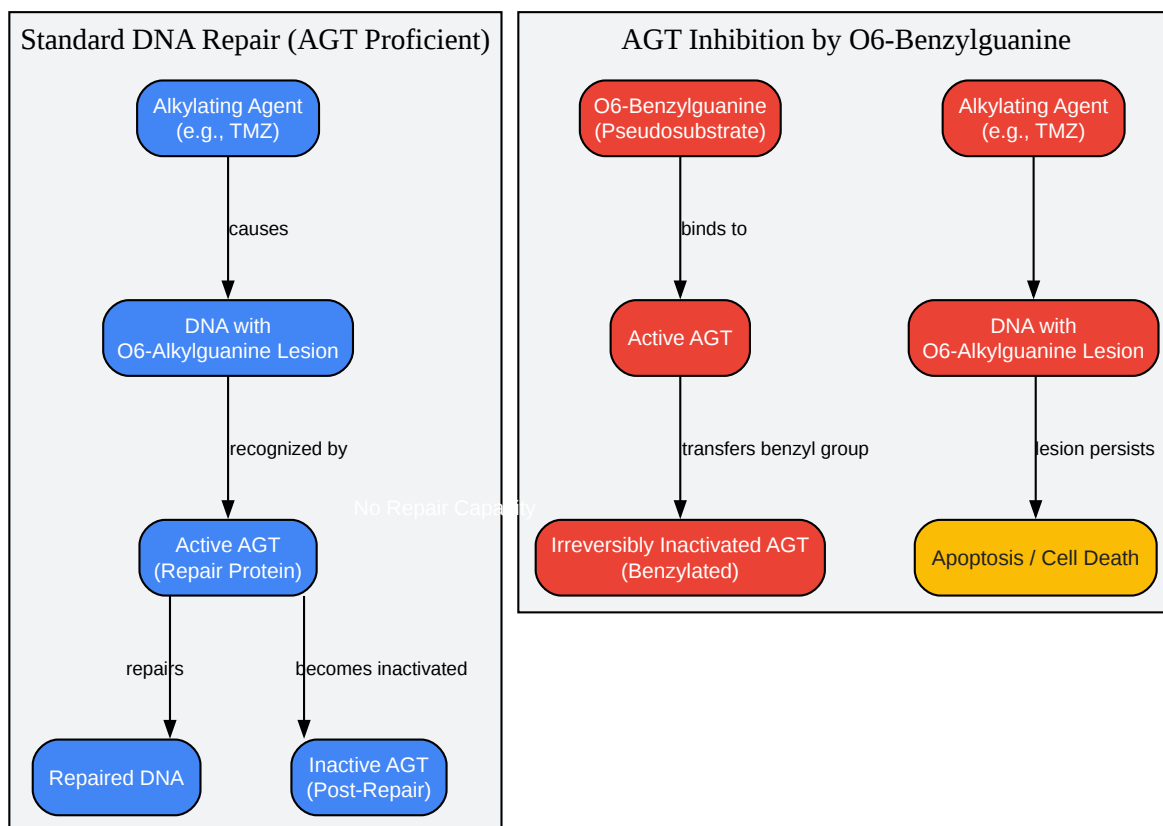 Standard DNA Repair (AGT Proficient)
Alkylating Agent
(e.g., TMZ)
causes
DNA with
O6-Alkylguanine Lesion
recognized by
No Repair Capacity
Active AGT
(Repair Protein)
repairs
becomes inactivated
Repaired DNA
Inactive AGT
(Post-Repair)
AGT Inhibition by O6-Benzylguanine
O6-Benzylguanine
(Pseudosubstrate)
Alkylating Agent
(e.g., TMZ)
binds to
Active AGT
DNA with
O6-Alkylguanine Lesion
transfers benzyl group
lesion persists
Irreversibly Inactivated AGT
(Benzylated)
Apoptosis / Cell Death